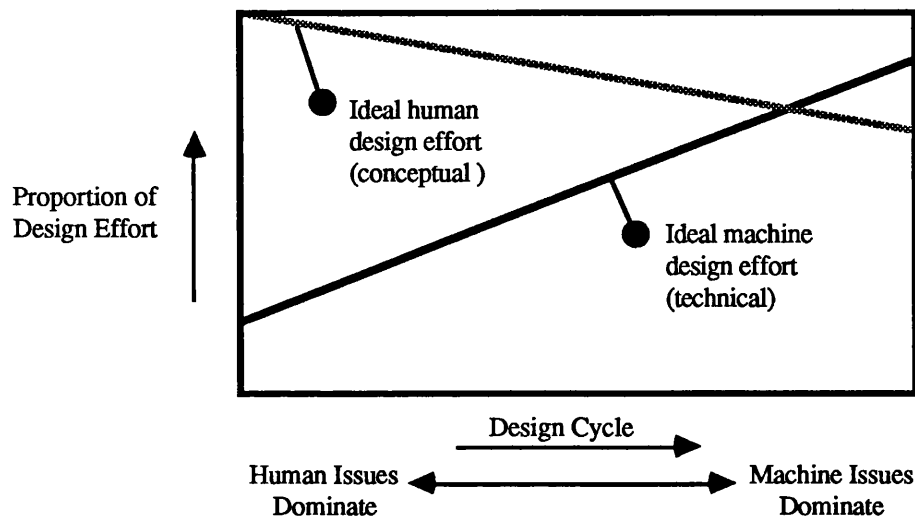 Ideal human
design effort
(conceptual )
Proportion of
Design Effort
Ideal machine
design effort
(technical)
Design Cycle
Human Issues
Dominate
Machine Issues
Dominate